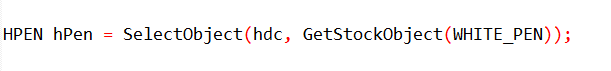 HPEN hPen = SelectObject(hdc, GetStockObject(WHITE_PEN));